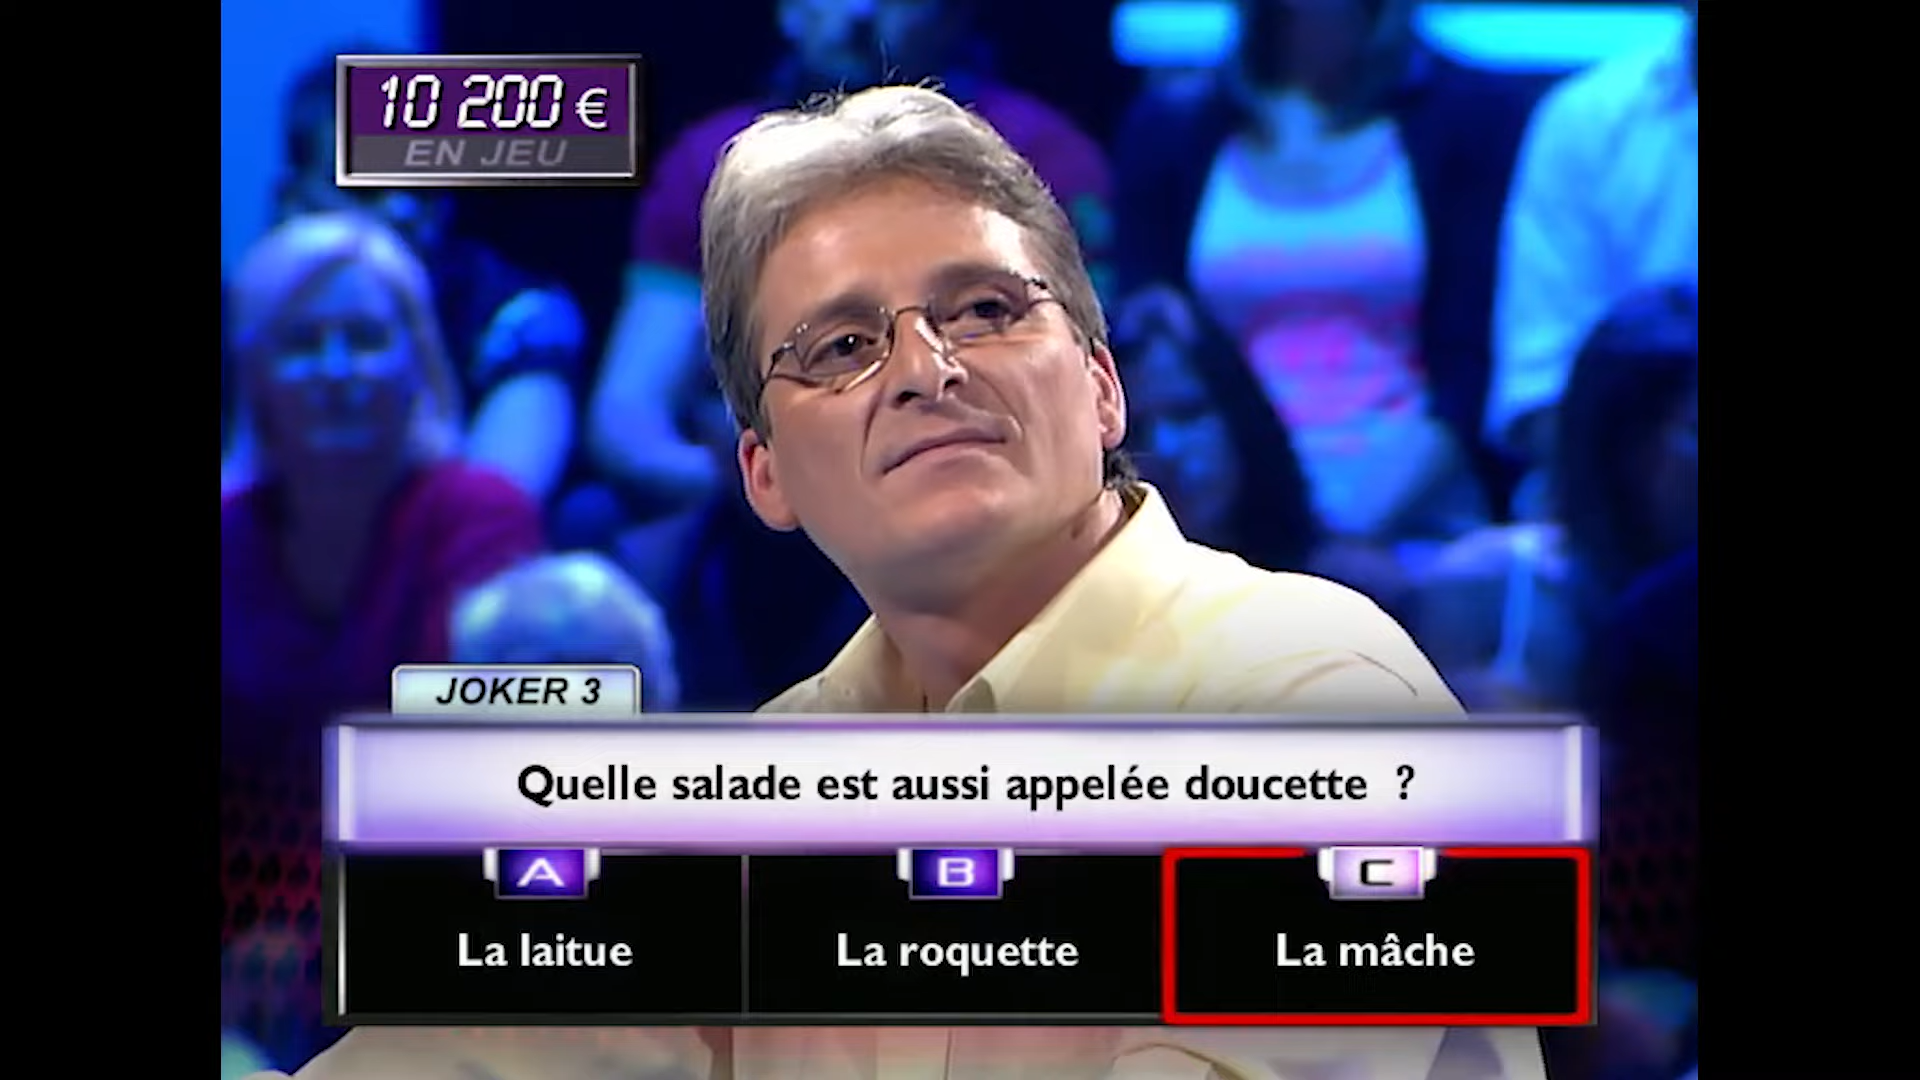 10 200 €
EN JEU
JOKER 3
Quelle salade est aussi appelée doucette ?
A
La laitue
B
La roquette
C
La mâche